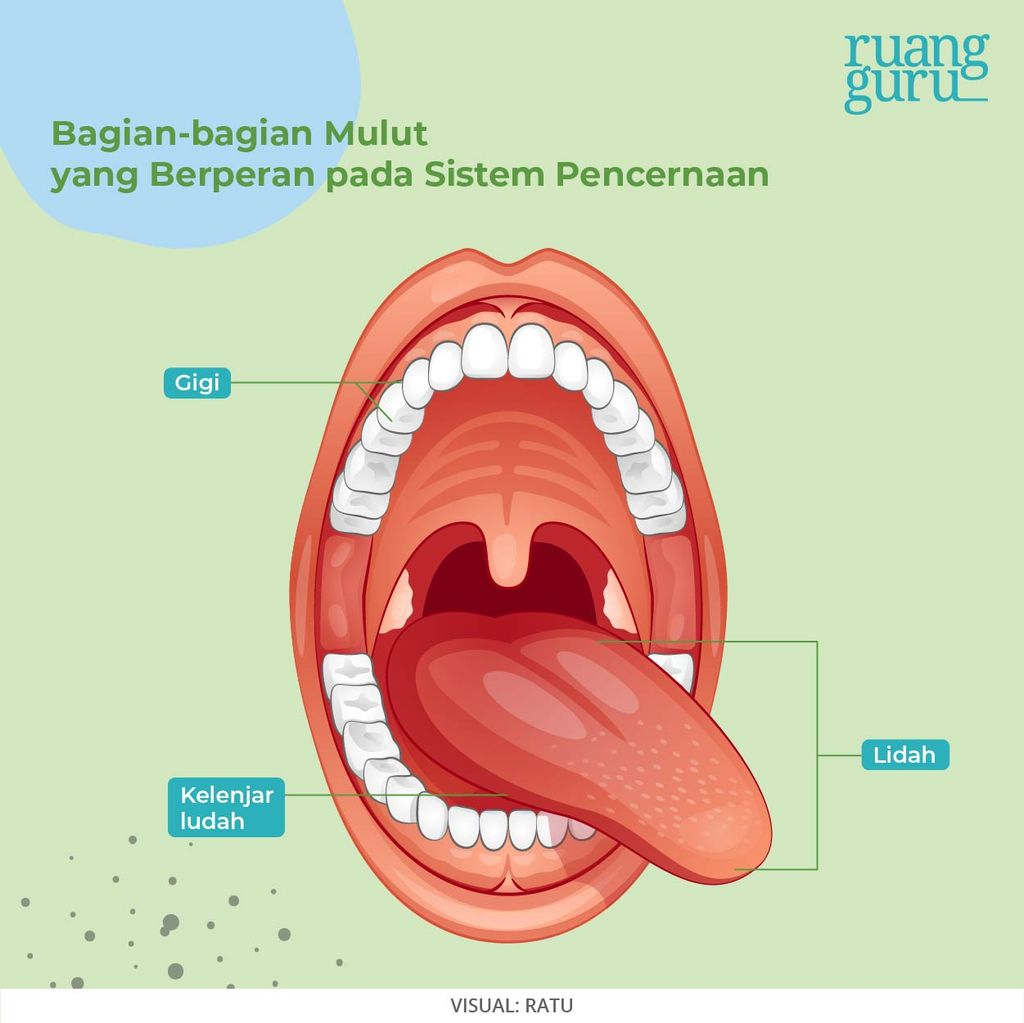 ruang
guru
Bagian-bagian Mulut
yang Berperan pada Sistem Pencernaan
Gigi
Lidah
Kelenjar
ludah
VISUAL: RATU